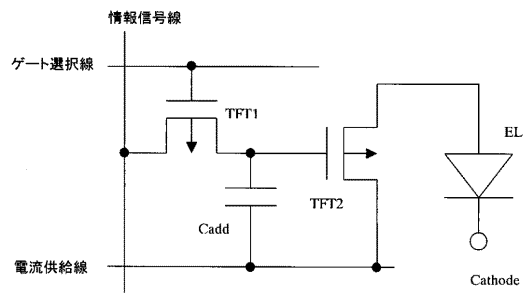 情報信号線
ゲート選択線
TFT1
EL
TFT2
Cadd
電流供給線
Cathode